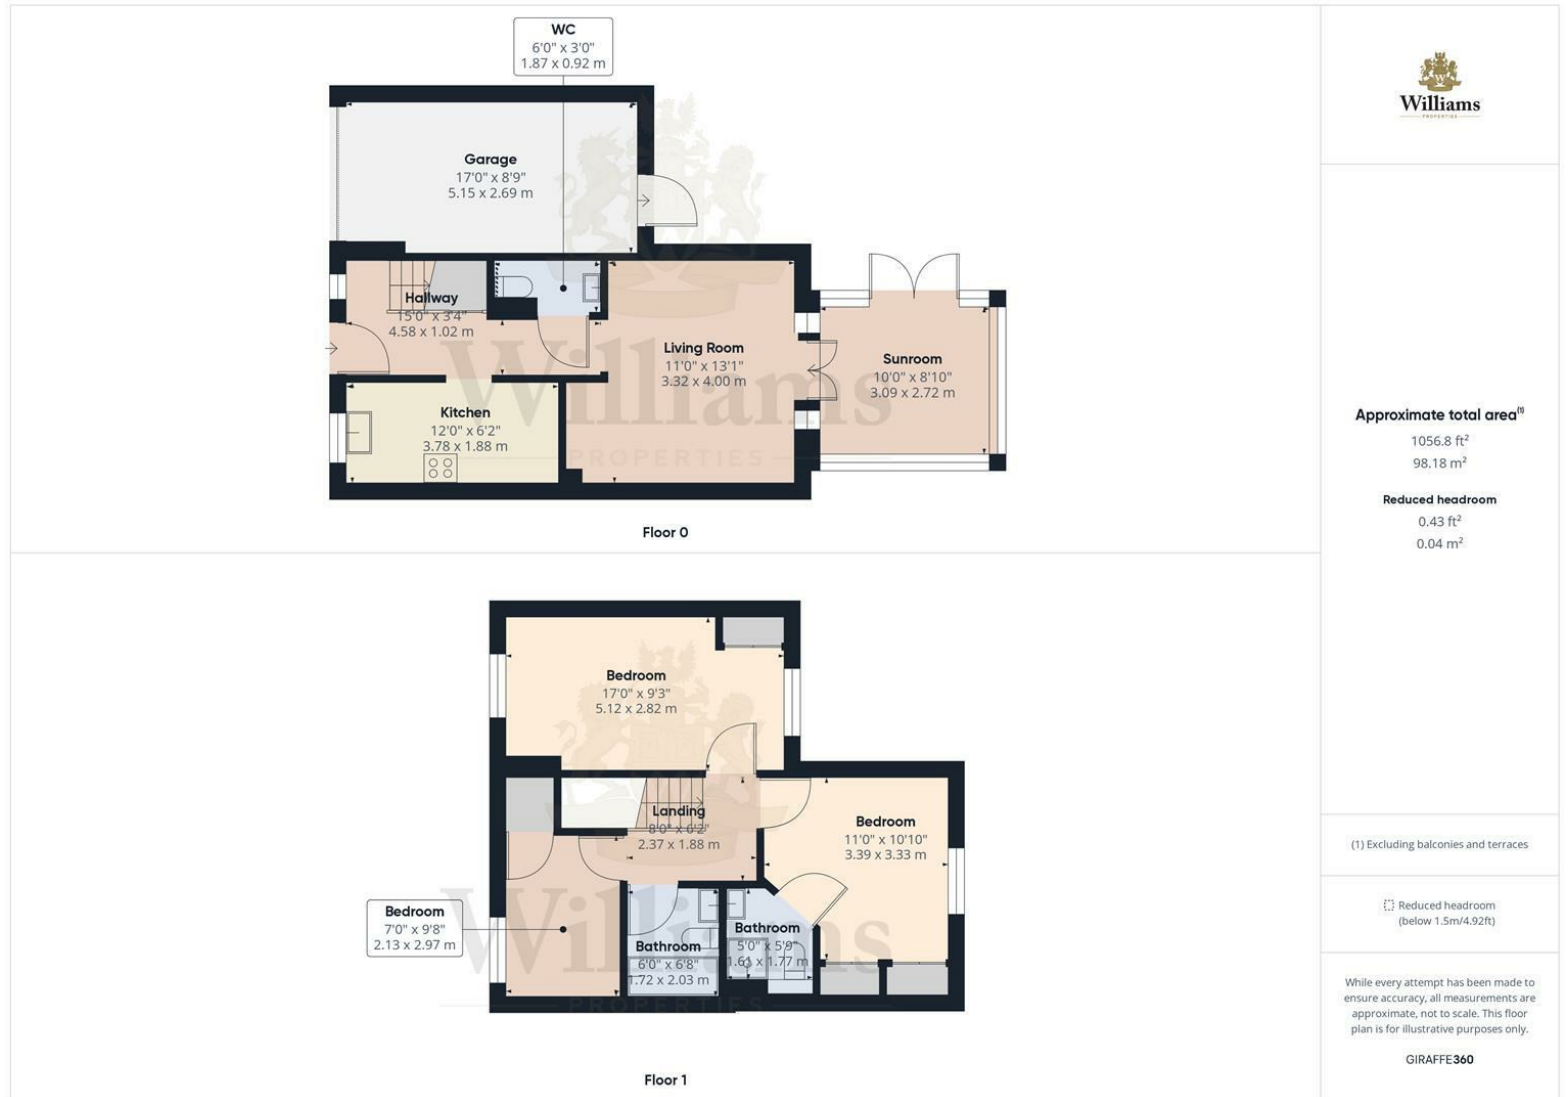 WC
6'0" x 3'0"
1.87 x 0.92 m
Garage
17'0" x 8'9"
5.15 x 2.69 m
Hallway
15'0" x 3'4"
4.58 x 1.02 m
Living Room
11'0" x 13'1"
3.32 x 4.00 m
Sunroom
10'0" x 8'10"
3.09 x 2.72 m
Kitchen
12'0" x 6'2"
3.78 x 1.88 m
Williams
PROPERTIES
Floor 0
Bedroom
17'0" x 9'3"
5.12 x 2.82 m
Landing
8'0" x 6'2"
2.37 x 1.88 m
Bedroom
11'0" x 10'10"
3.39 x 3.33 m
Bedroom
7'0" x 9'8"
2.13 x 2.97 m
Bathroom
6'0" x 6'8"
1.72 x 2.03 m
Bathroom
5'0" x 5'9"
1.61 x 1.77 m
Williams
PROPERTIES
Floor 1
Williams
PROPERTIES
Approximate total area(1)
1056.8 ft²
98.18 m²
Reduced headroom
0.43 ft²
0.04 m²
(1) Excluding balconies and terraces
Reduced headroom
(below 1.5m/4.92ft)
While every attempt has been made to
ensure accuracy, all measurements are
approximate, not to scale. This floor
plan is for illustrative purposes only.
GIRAFFE360